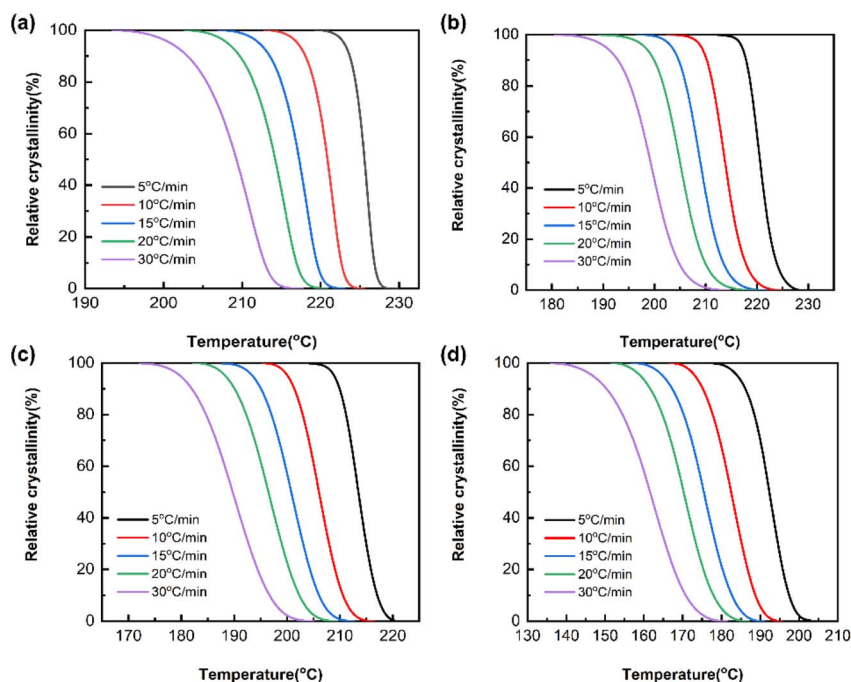 (a)
100
80
60
40
20
0
Relative crystallinity(%)
5°C/min
10°C/min
15°C/min
20°C/min
30°C/min
190 200 210 220 230
Temperature(°C)
(b)
100
80
60
40
20
0
Relative crystallinity(%)
5°C/min
10°C/min
15°C/min
20°C/min
30°C/min
180 190 200 210 220 230
Temperature(°C)
(c)
100
80
60
40
20
0
Relative crystallinity(%)
5°C/min
10°C/min
15°C/min
20°C/min
30°C/min
170 180 190 200 210 220
Temperature(°C)
(d)
100
80
60
40
20
0
Relative crystallinity(%)
5°C/min
10°C/min
15°C/min
20°C/min
30°C/min
130 140 150 160 170 180 190 200 210
Temperature(°C)